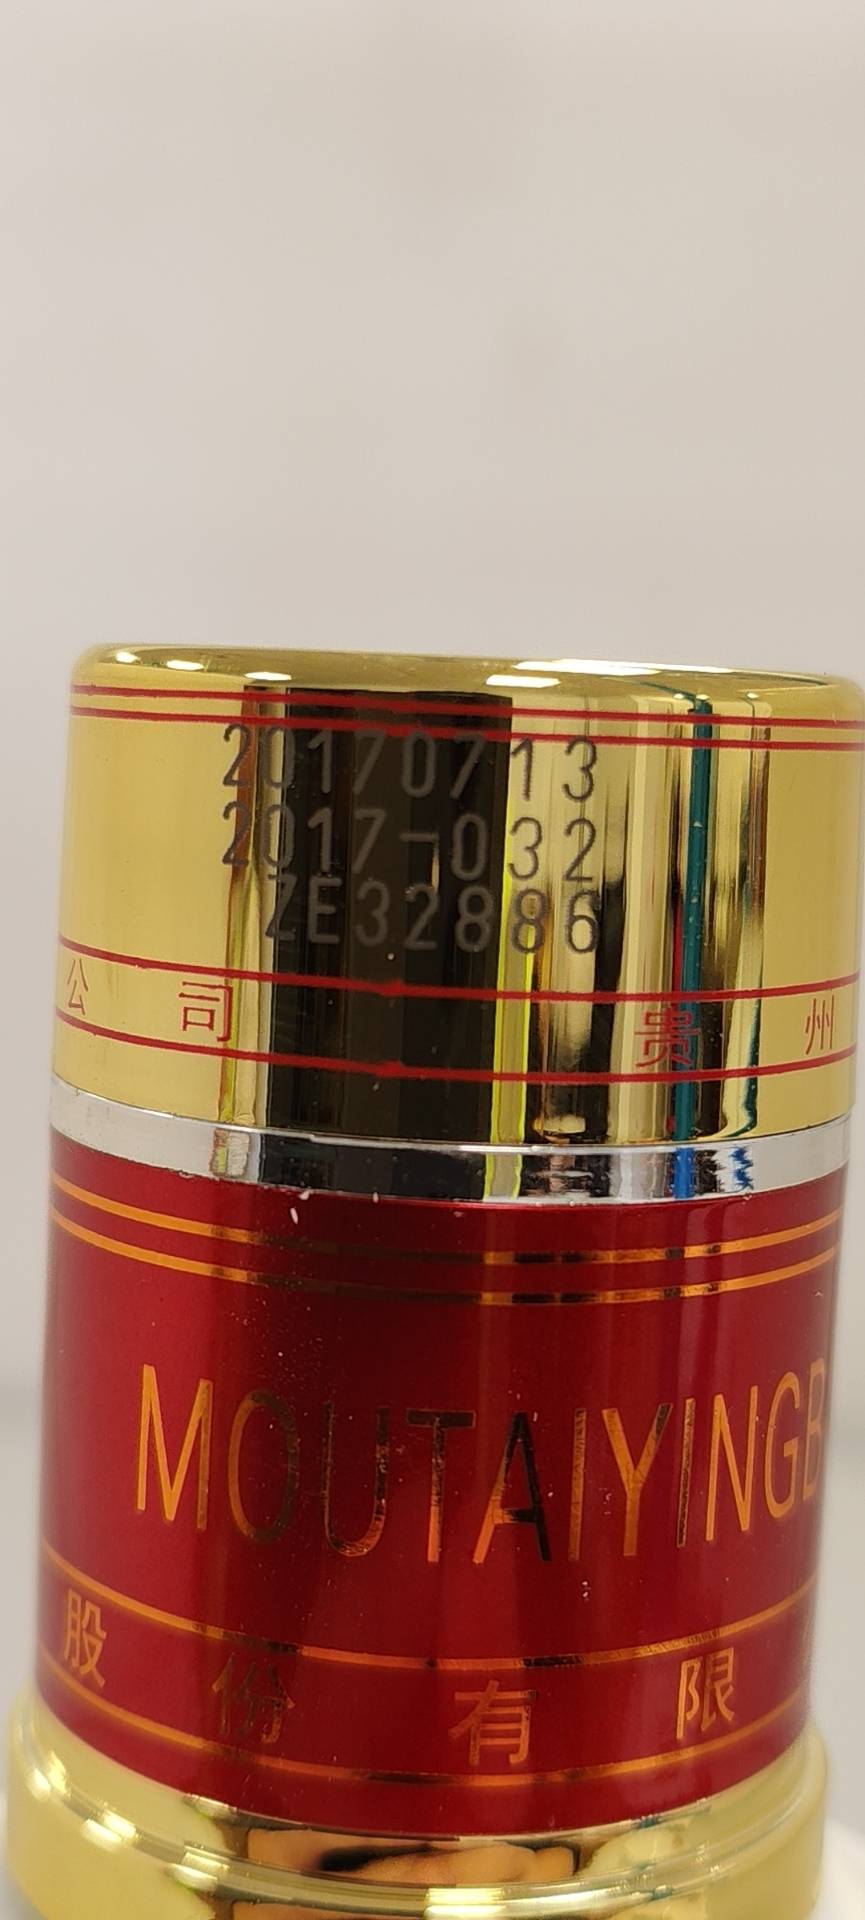 20170713
2017-032
ZE32886
公司 贵州
MOUTAIYINGB
股份有限